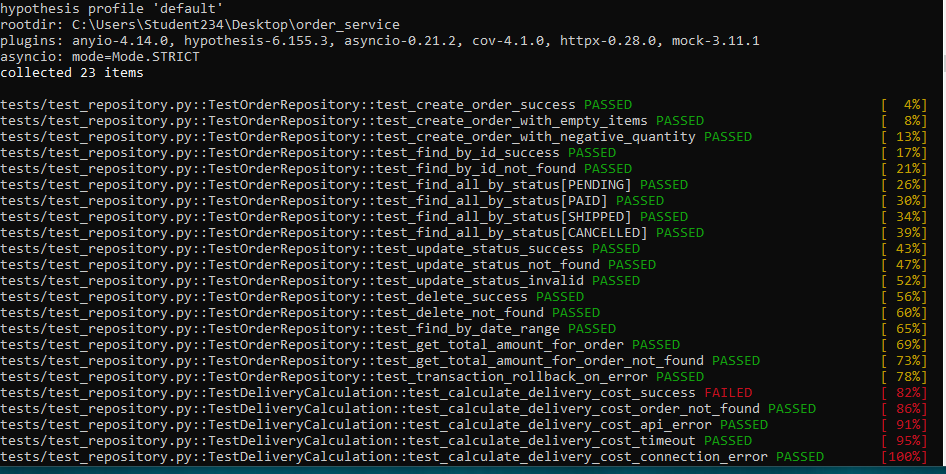 hypothesis profile 'default'
rootdir: C:\Users\Student234\Desktop\order_service
plugins: anyio-4.14.0, hypothesis-6.155.3, asyncio-0.21.2, cov-4.1.0, httpx-0.28.0, mock-3.11.1
asyncio: mode=Mode.STRICT
collected 23 items
tests/test_repository.py::TestOrderRepository::test_create_order_success PASSED [  4%]
tests/test_repository.py::TestOrderRepository::test_create_order_with_empty_items PASSED [  8%]
tests/test_repository.py::TestOrderRepository::test_create_order_with_negative_quantity PASSED [ 13%]
tests/test_repository.py::TestOrderRepository::test_find_by_id_success PASSED [ 17%]
tests/test_repository.py::TestOrderRepository::test_find_by_id_not_found PASSED [ 21%]
tests/test_repository.py::TestOrderRepository::test_find_all_by_status[PENDING] PASSED [ 26%]
tests/test_repository.py::TestOrderRepository::test_find_all_by_status[PAID] PASSED [ 30%]
tests/test_repository.py::TestOrderRepository::test_find_all_by_status[SHIPPED] PASSED [ 34%]
tests/test_repository.py::TestOrderRepository::test_find_all_by_status[CANCELLED] PASSED [ 39%]
tests/test_repository.py::TestOrderRepository::test_update_status_success PASSED [ 43%]
tests/test_repository.py::TestOrderRepository::test_update_status_not_found PASSED [ 47%]
tests/test_repository.py::TestOrderRepository::test_update_status_invalid PASSED [ 52%]
tests/test_repository.py::TestOrderRepository::test_delete_success PASSED [ 56%]
tests/test_repository.py::TestOrderRepository::test_delete_not_found PASSED [ 60%]
tests/test_repository.py::TestOrderRepository::test_find_by_date_range PASSED [ 65%]
tests/test_repository.py::TestOrderRepository::test_get_total_amount_for_order PASSED [ 69%]
tests/test_repository.py::TestOrderRepository::test_get_total_amount_for_order_not_found PASSED [ 73%]
tests/test_repository.py::TestOrderRepository::test_transaction_rollback_on_error PASSED [ 78%]
tests/test_repository.py::TestDeliveryCalculation::test_calculate_delivery_cost_success FAILED [ 82%]
tests/test_repository.py::TestDeliveryCalculation::test_calculate_delivery_cost_order_not_found PASSED [ 86%]
tests/test_repository.py::TestDeliveryCalculation::test_calculate_delivery_cost_api_error PASSED [ 91%]
tests/test_repository.py::TestDeliveryCalculation::test_calculate_delivery_cost_timeout PASSED [ 95%]
tests/test_repository.py::TestDeliveryCalculation::test_calculate_delivery_cost_connection_error PASSED [100%]